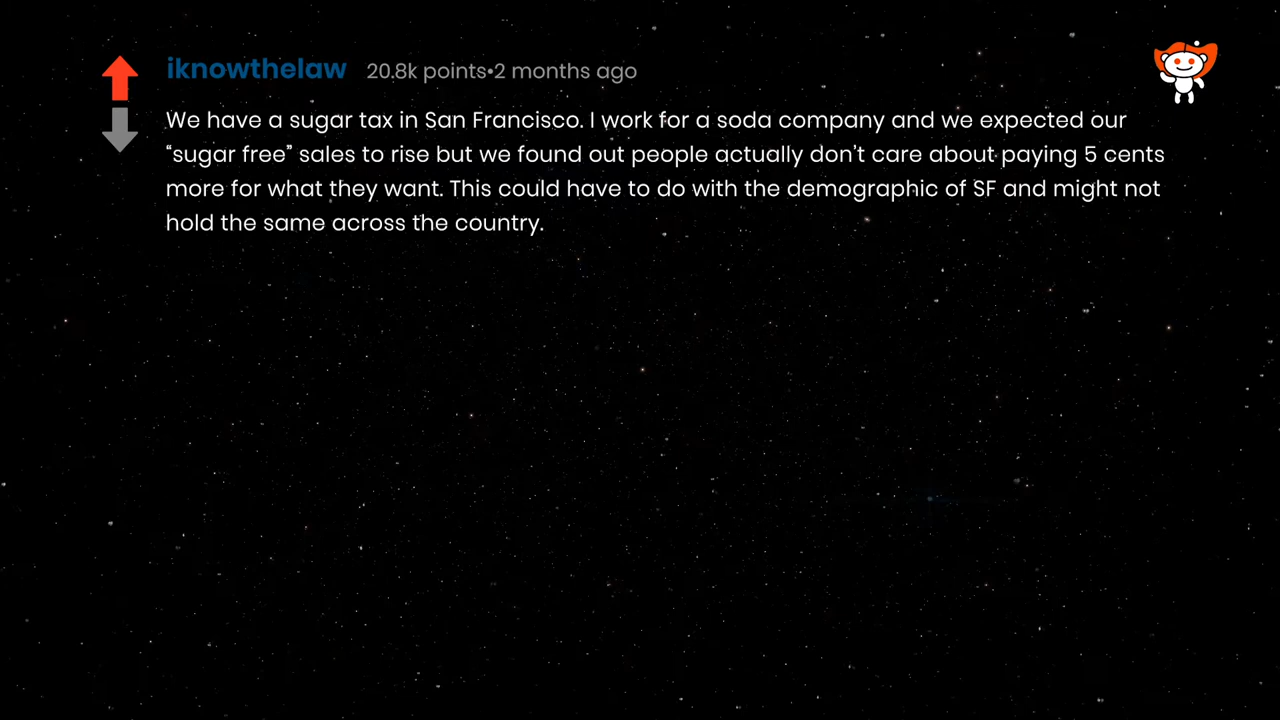 iknowthelaw 20.8k points•2 months ago
We have a sugar tax in San Francisco. I work for a soda company and we expected our
“sugar free” sales to rise but we found out people actually don’t care about paying 5 cents
more for what they want. This could have to do with the demographic of SF and might not
hold the same across the country.